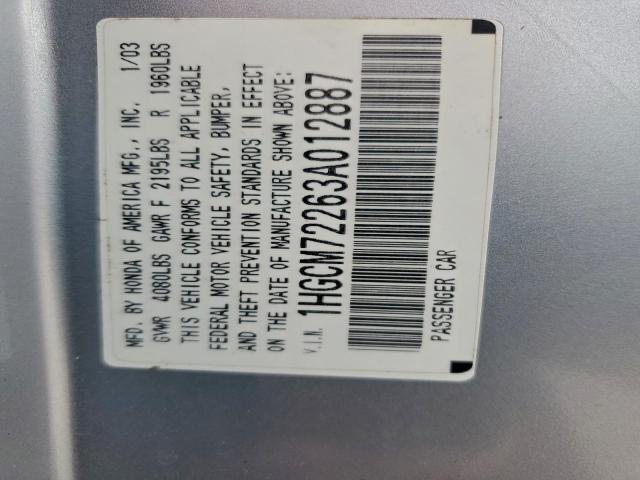 MFD. BY HONDA OF AMERICA MFG., INC. 1/03
GVWR 4080LBS GAWR F 2195LBS R 1960LBS
THIS VEHICLE CONFORMS TO ALL APPLICABLE
FEDERAL MOTOR VEHICLE SAFETY, BUMPER,
AND THEFT PREVENTION STANDARDS IN EFFECT
ON THE DATE OF MANUFACTURE SHOWN ABOVE:
V.I.N. 1HGCM72263A012887
PASSENGER CAR